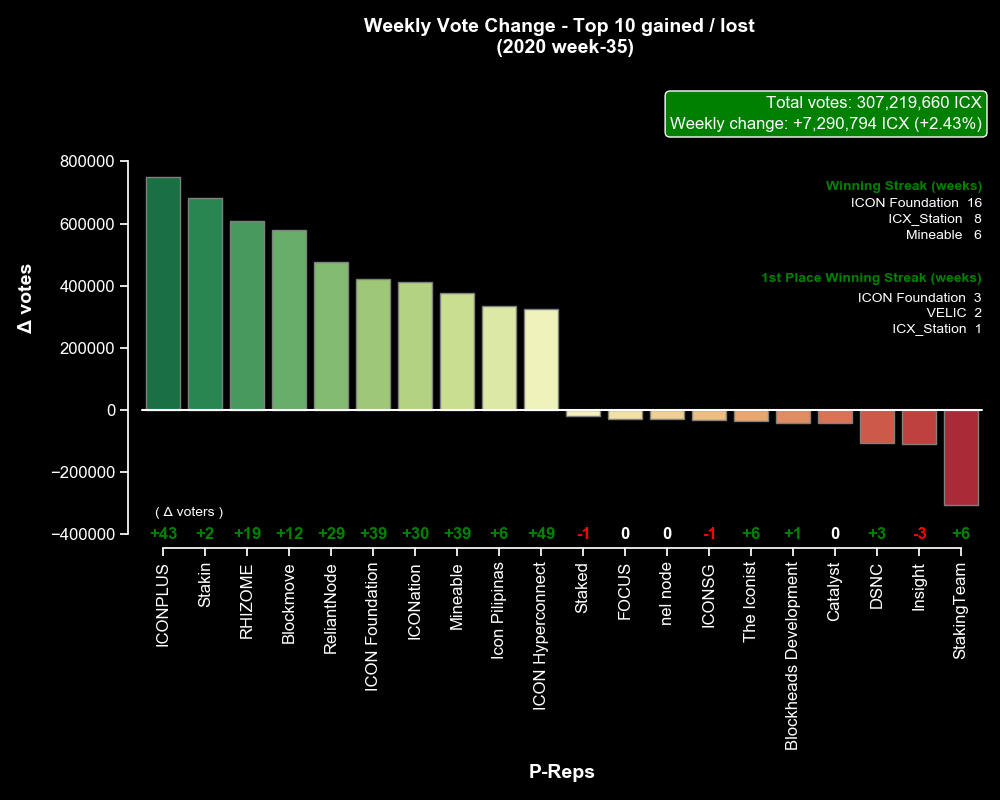 Weekly Vote Change - Top 10 gained / lost
(2020 week-35)
Total votes: 307,219,660 ICX
Weekly change: +7,290,794 ICX (+2.43%)
Winning Streak (weeks)
ICON Foundation 16
ICX_Station 8
Mineable 6
1st Place Winning Streak (weeks)
ICON Foundation 3
VELIC 2
ICX_Station 1
Δ votes
800000
600000
400000
200000
0
−200000
−400000
( Δ voters )
+43 +2 +19 +12 +29 +39 +30 +39 +6 +49 -1 0 0 -1 +6 +1 0 +3 -3 +6
ICONPLUS
Stakin
RHIZOME
Blockmove
ReliantNode
ICON Foundation
ICONation
Mineable
Icon Pilipinas
ICON Hyperconnect
Staked
FOCUS
nel node
ICONSG
The Iconist
Blockheads Development
Catalyst
DSNC
Insight
StakingTeam
P-Reps